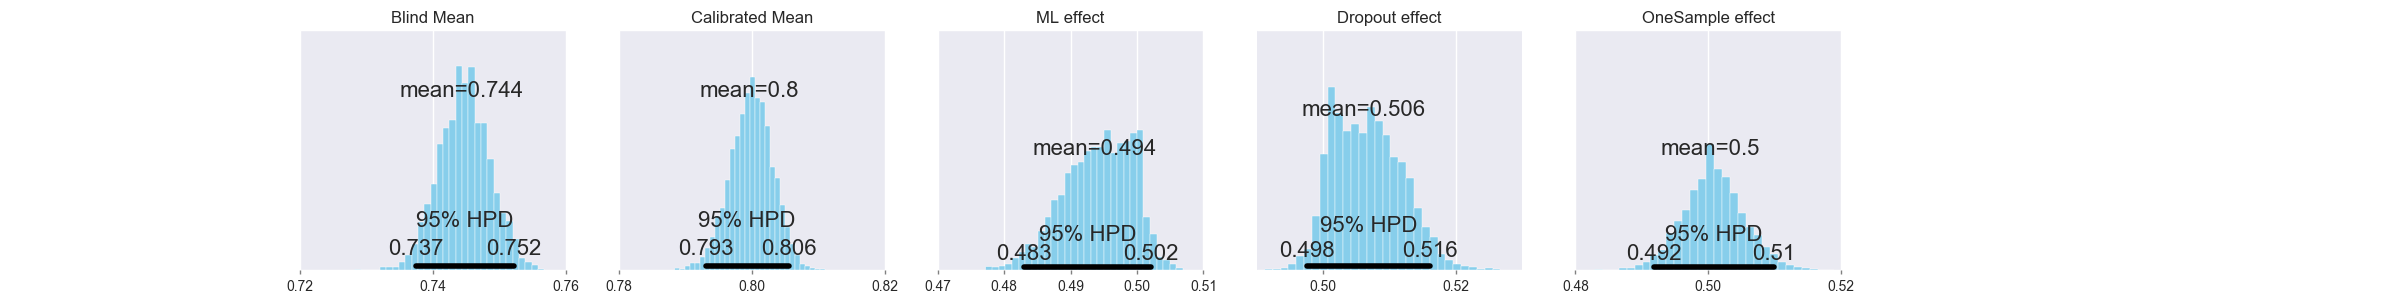 Blind Mean
mean=0.744
95% HPD
0.737 0.752
0.72 0.74 0.76
Calibrated Mean
mean=0.8
95% HPD
0.793 0.806
0.78 0.80 0.82
ML effect
mean=0.494
95% HPD
0.483 0.502
0.47 0.48 0.49 0.50 0.51
Dropout effect
mean=0.506
95% HPD
0.498 0.516
0.50 0.52
OneSample effect
mean=0.5
95% HPD
0.492 0.51
0.48 0.50 0.52